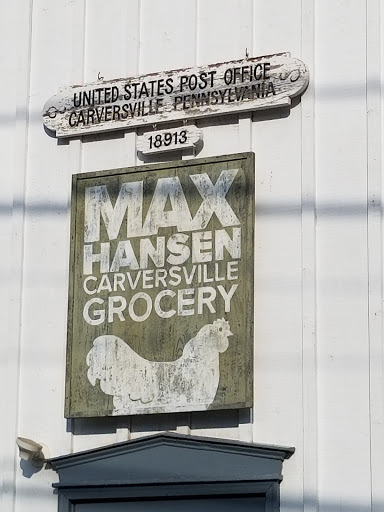 UNITED STATES POST OFFICE
CARVERSVILLE PENNSYLVANIA
18913
MAX
HANSEN
CARVERSVILLE
GROCERY